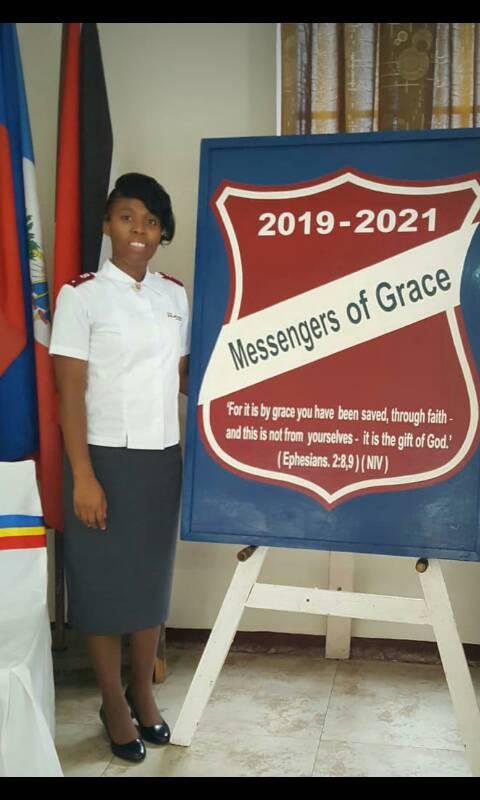 2019-2021
Messengers of Grace
'For it is by grace you have been saved, through faith -
and this is not from yourselves - it is the gift of God.'
( Ephesians. 2:8,9 ) ( NIV )